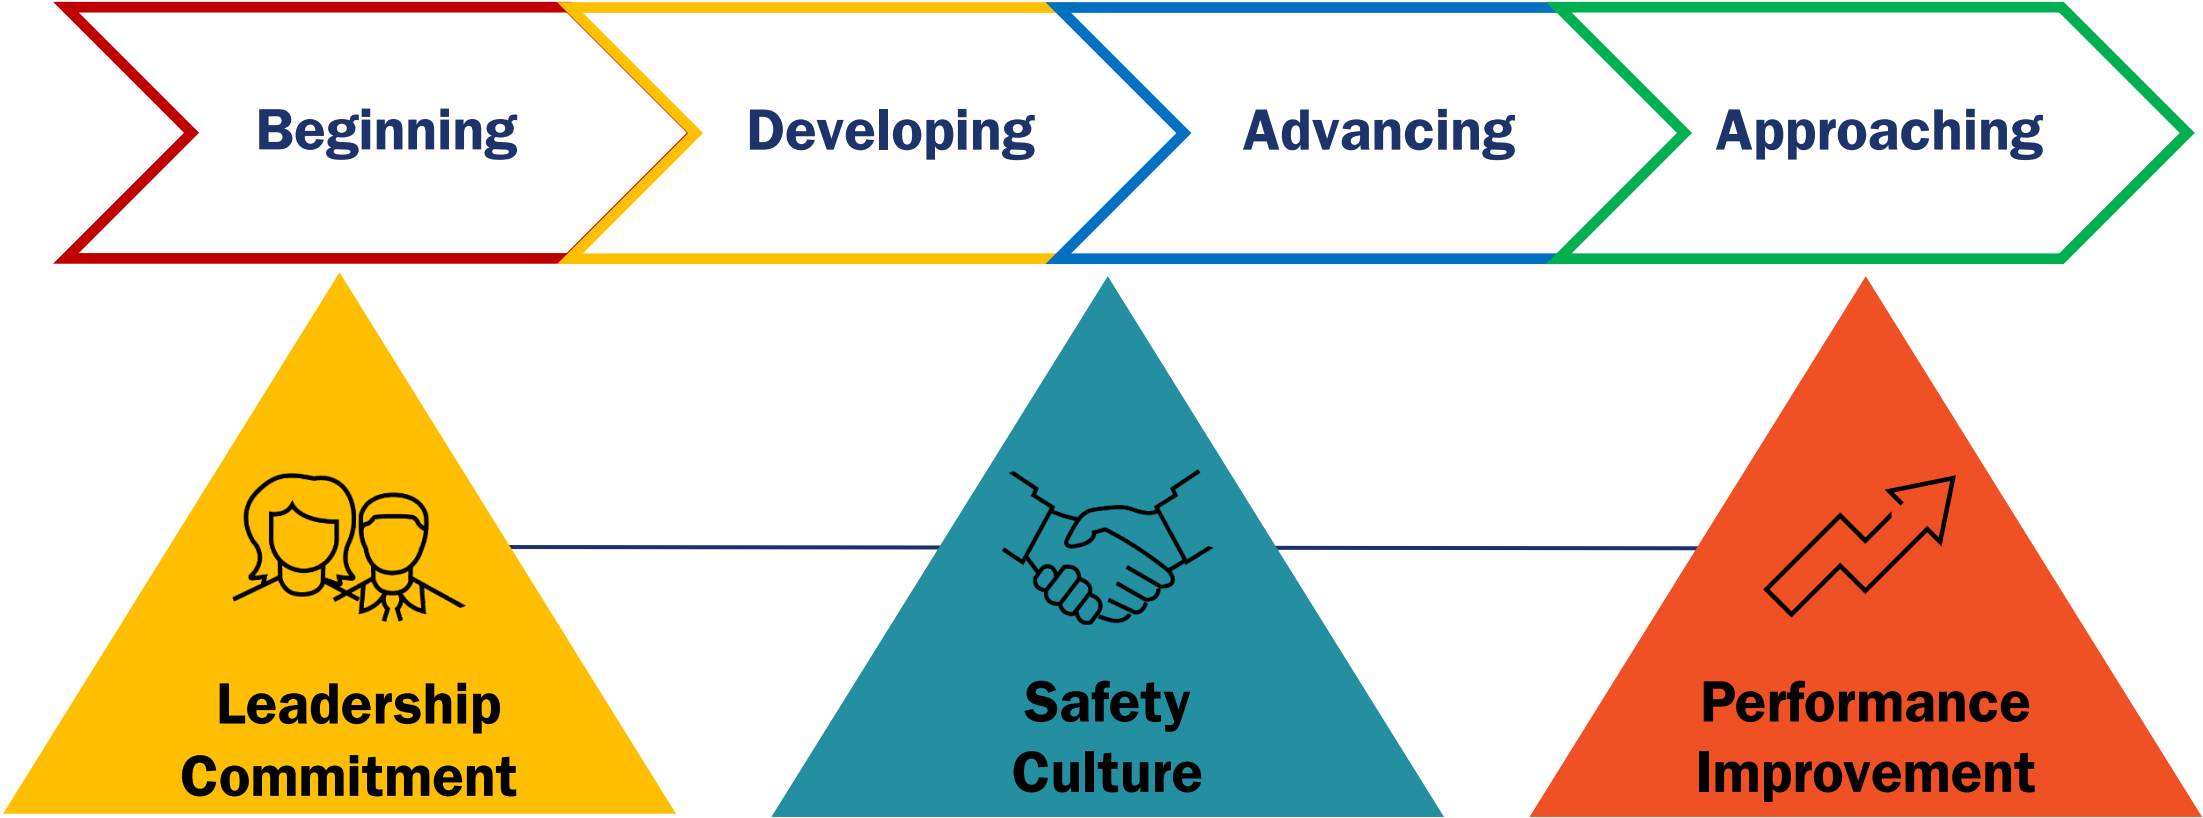 Beginning
Developing
Advancing
Approaching
Leadership
Commitment
Safety
Culture
Performance
Improvement